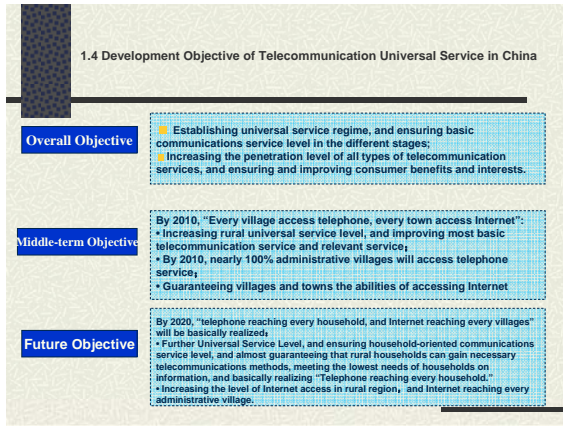 1.4 Development Objective of Telecommunication Universal Service in China
Overall Objective
Establishing universal service regime, and ensuring basic
communications service level in the different stages;
Increasing the penetration level of all types of telecommunication
services, and ensuring and improving consumer benefits and interests.
Middle-term Objective
By 2010, “Every village access telephone, every town access Internet”:
• Increasing rural universal service level, and improving most basic
telecommunication service and relevant service；
• By 2010, nearly 100% administrative villages will access telephone
service；
• Guaranteeing villages and towns the abilities of accessing Internet
Future Objective
By 2020, “telephone reaching every household, and Internet reaching every villages”
will be basically realized；
• Further Universal Service Level, and ensuring household-oriented communications
service level, and almost guaranteeing that rural households can gain necessary
telecommunications methods, meeting the lowest needs of households on
information, and basically realizing “Telephone reaching every household.”
• Increasing the level of Internet access in rural region，and Internet reaching every
administrative village.